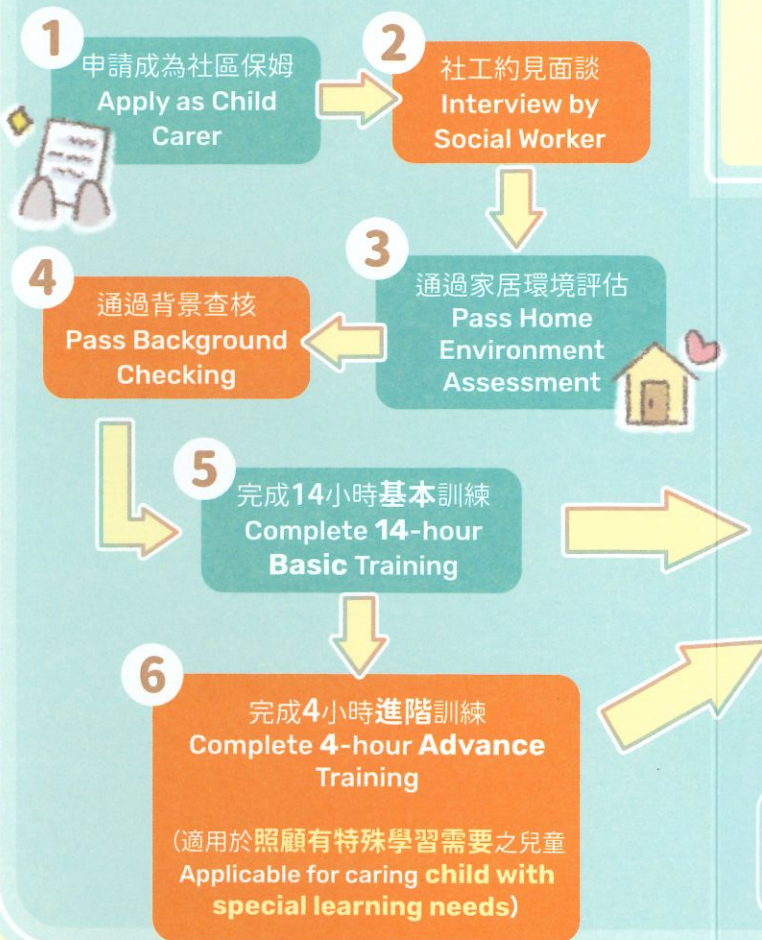 1
申請成為社區保姆
Apply as Child
Carer
2
社工約見面談
Interview by
Social Worker
3
通過家居環境評估
Pass Home
Environment
Assessment
4
通過背景查核
Pass Background
Checking
5
完成14小時基本訓練
Complete 14-hour
Basic Training
6
完成4小時進階訓練
Complete 4-hour Advance
Training
(適用於照顧有特殊學習需要之兒童
Applicable for caring child with
special learning needs)